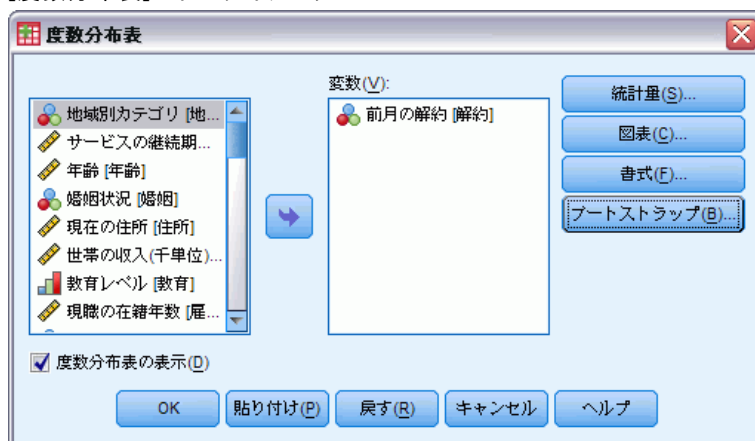 度数分布表
変数(V):
地域別カテゴリ [地...
サービスの継続期...
年齢 [年齢]
婚姻状況 [婚姻]
現在の住所 [住所]
世帯の収入(千単位)...
教育レベル [教育]
現職の在籍年数 [雇...
前月の解約 [解約]
統計量(S)...
図表(C)...
書式(F)...
ブートストラップ(B)...
度数分布表の表示(D)
OK
貼り付け(P)
戻す(R)
キャンセル
ヘルプ